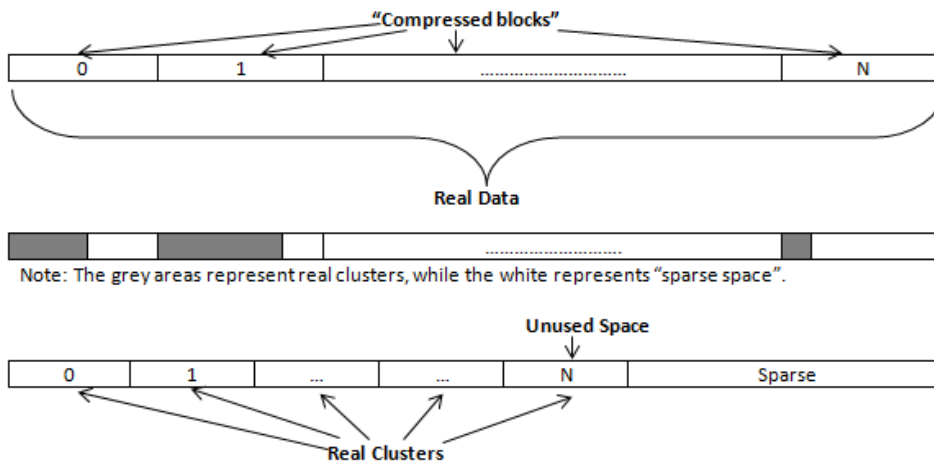 “Compressed blocks”
0 1 ................................ N
Real Data
..............................
Note: The grey areas represent real clusters, while the white represents “sparse space”.
Unused Space
0 1 ... ... N Sparse
Real Clusters